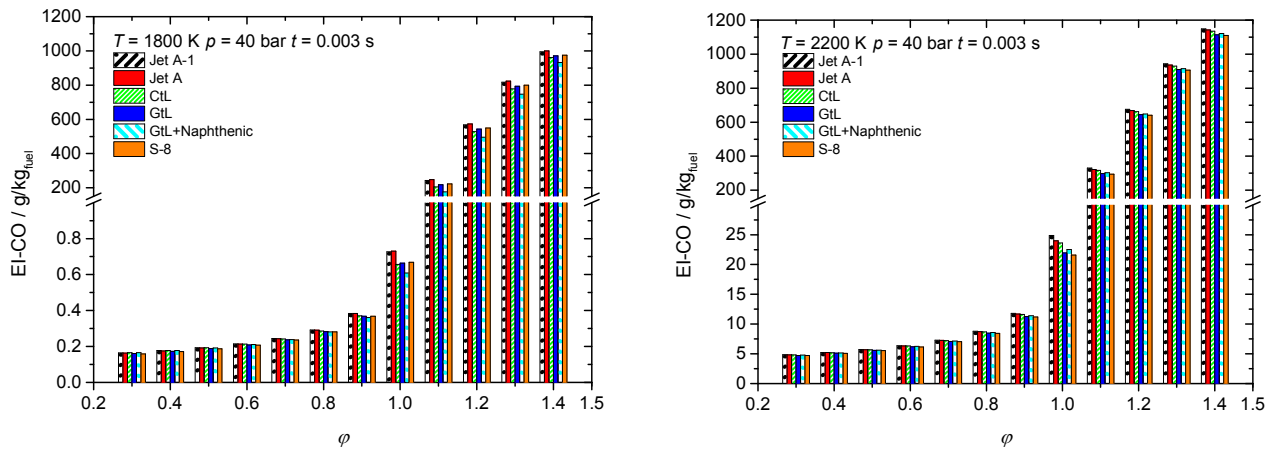 T = 1800 K p = 40 bar t = 0.003 s
Jet A-1
Jet A
CtL
GtL
GtL+Naphthenic
S-8
EI-CO / g/kg_fuel
1000
800
600
400
200
0.8
0.6
0.4
0.2
0.0
0.2 0.4 0.6 0.8 1.0 1.2 1.4 1.5
φ
T = 2200 K p = 40 bar t = 0.003 s
Jet A-1
Jet A
CtL
GtL
GtL+Naphthenic
S-8
EI-CO / g/kg_fuel
1200
1000
800
600
400
200
25
20
15
10
5
0
0.2 0.4 0.6 0.8 1.0 1.2 1.4 1.5
φ